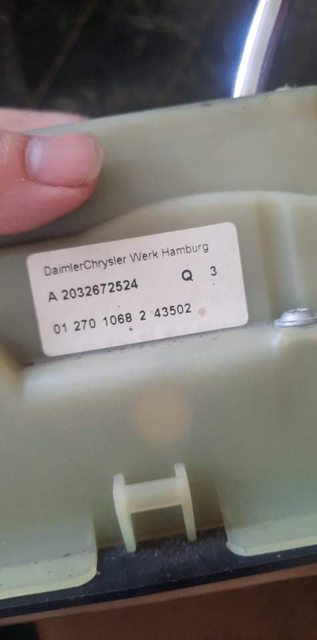 DaimlerChrysler Werk Hamburg
A 2032672524 Q 3
01 270 1068 2 43502